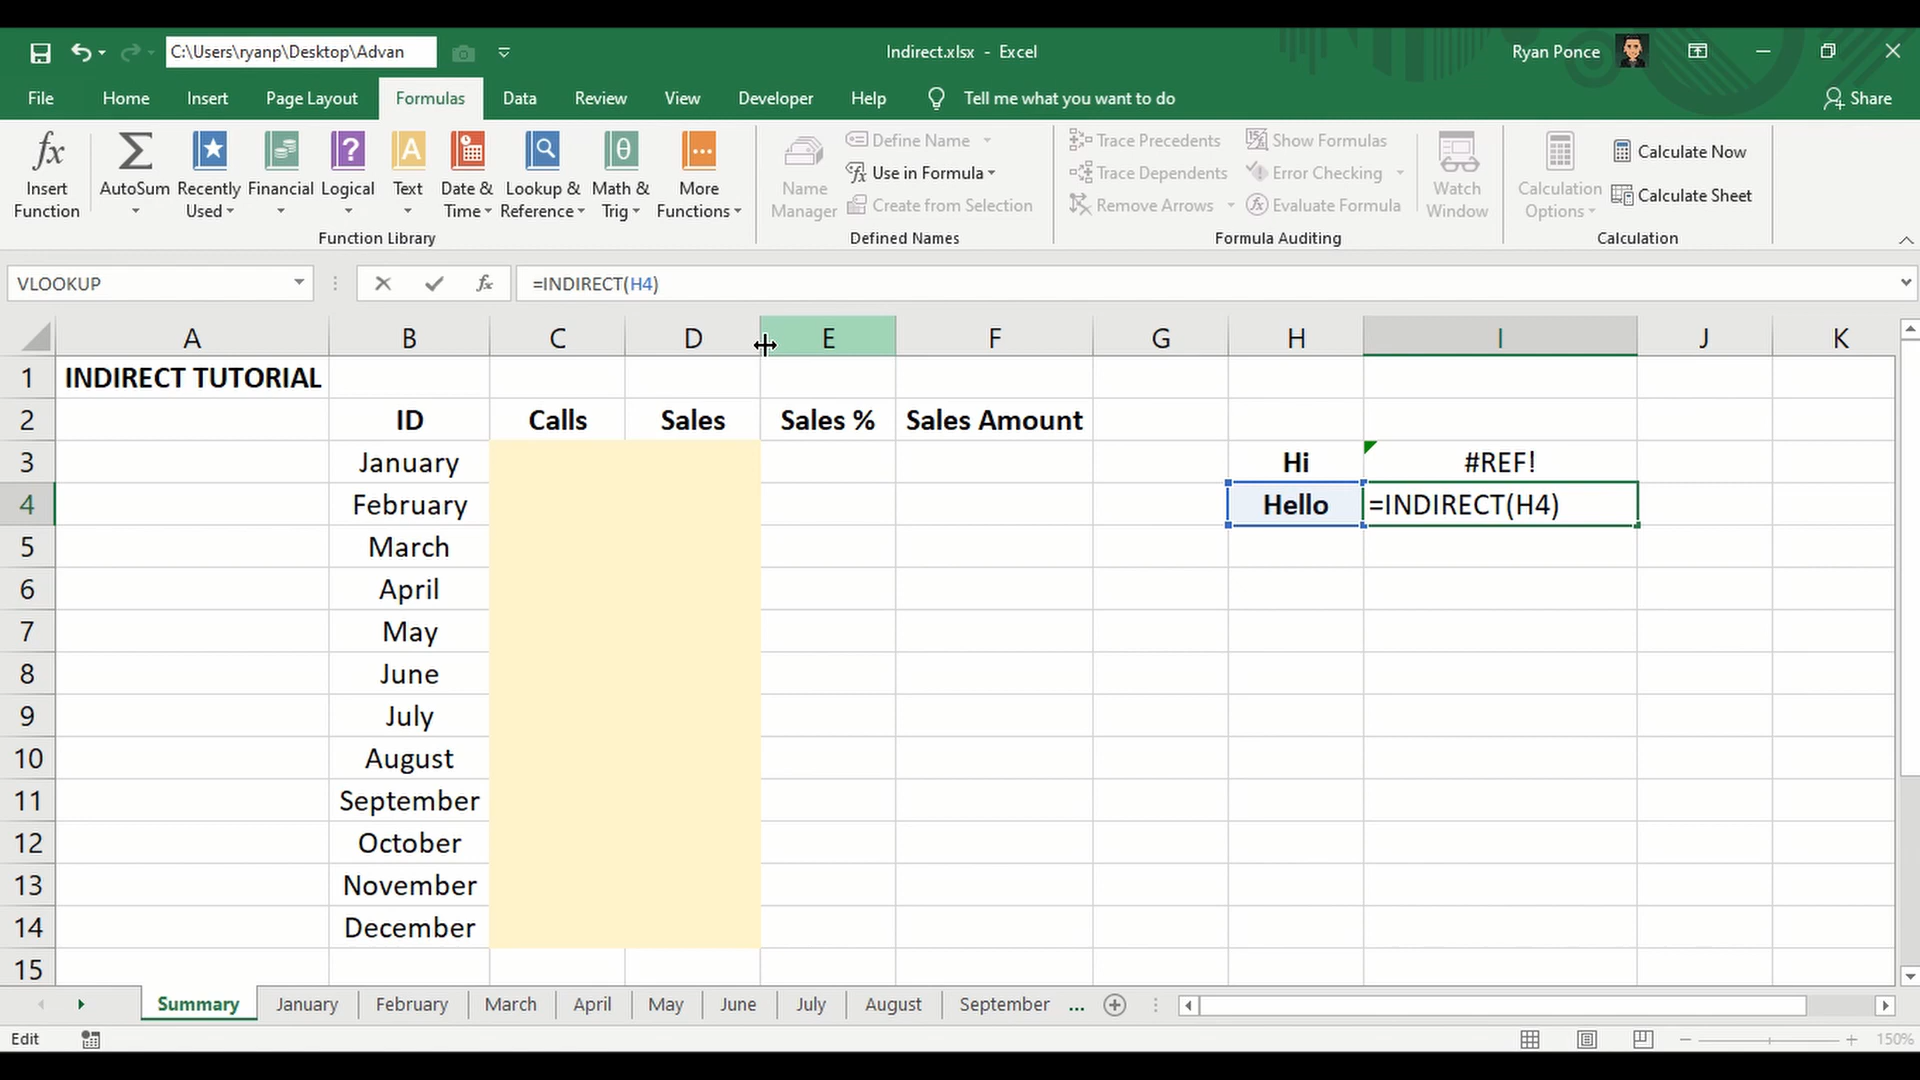 C:\Users\ryanp\Desktop\Advan
Indirect.xlsx - Excel
Ryan Ponce
File Home Insert Page Layout Formulas Data Review View Developer Help Tell me what you want to do Share
Insert Function
AutoSum
Recently Used
Financial
Logical
Text
Date & Time
Lookup & Reference
Math & Trig
More Functions
Function Library
Name Manager
Define Name
Use in Formula
Create from Selection
Defined Names
Trace Precedents
Trace Dependents
Remove Arrows
Show Formulas
Error Checking
Evaluate Formula
Watch Window
Formula Auditing
Calculation Options
Calculate Now
Calculate Sheet
Calculation
VLOOKUP
fx
=INDIRECT(H4)
A B C D E F G H I J K
1 INDIRECT TUTORIAL
2 ID Calls Sales Sales % Sales Amount
3 January Hi #REF!
4 February Hello =INDIRECT(H4)
5 March
6 April
7 May
8 June
9 July
10 August
11 September
12 October
13 November
14 December
15
Summary January February March April May June July August September ...
Edit
150%